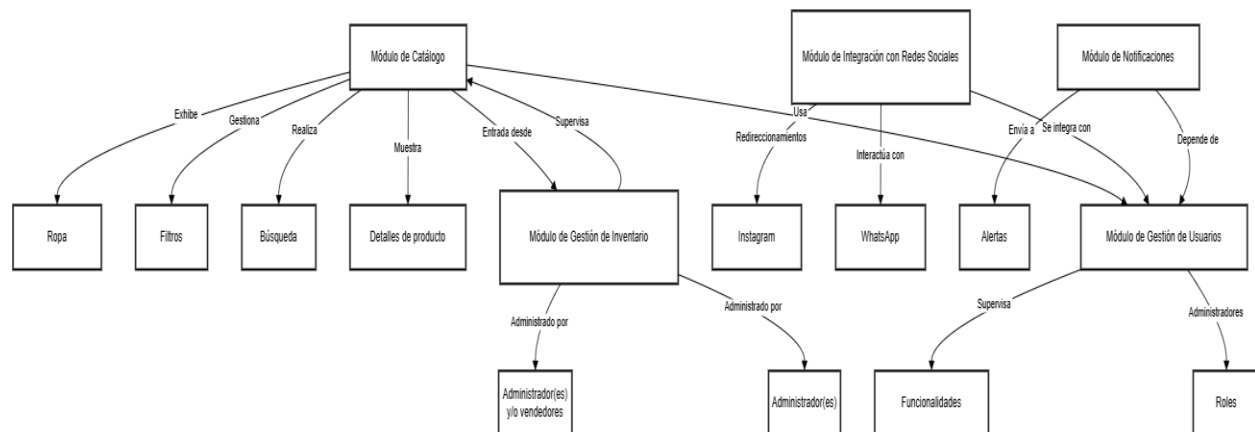 Módulo de Catálogo
Módulo de Integración con Redes Sociales
Módulo de Notificaciones
Exhibe
Gestiona
Realiza
Muestra
Entrada desde
Supervisa
Usa
Redireccionamientos
Interactúa con
Envía a
Se integra con
Depende de
Ropa
Filtros
Búsqueda
Detalles de producto
Módulo de Gestión de Inventario
Instagram
WhatsApp
Alertas
Módulo de Gestión de Usuarios
Administrado por
Administrado por
Supervisa
Administradores
Administrador(es)
y/o vendedores
Administrador(es)
Funcionalidades
Roles